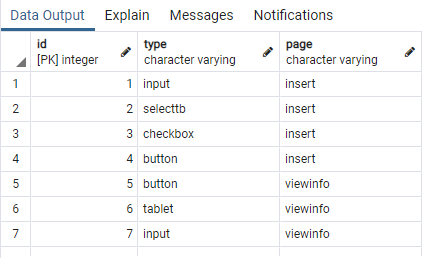 Data Output Explain Messages Notifications
id type page
[PK] integer character varying character varying
1 1 input insert
2 2 selecttb insert
3 3 checkbox insert
4 4 button insert
5 5 button viewinfo
6 6 tablet viewinfo
7 7 input viewinfo